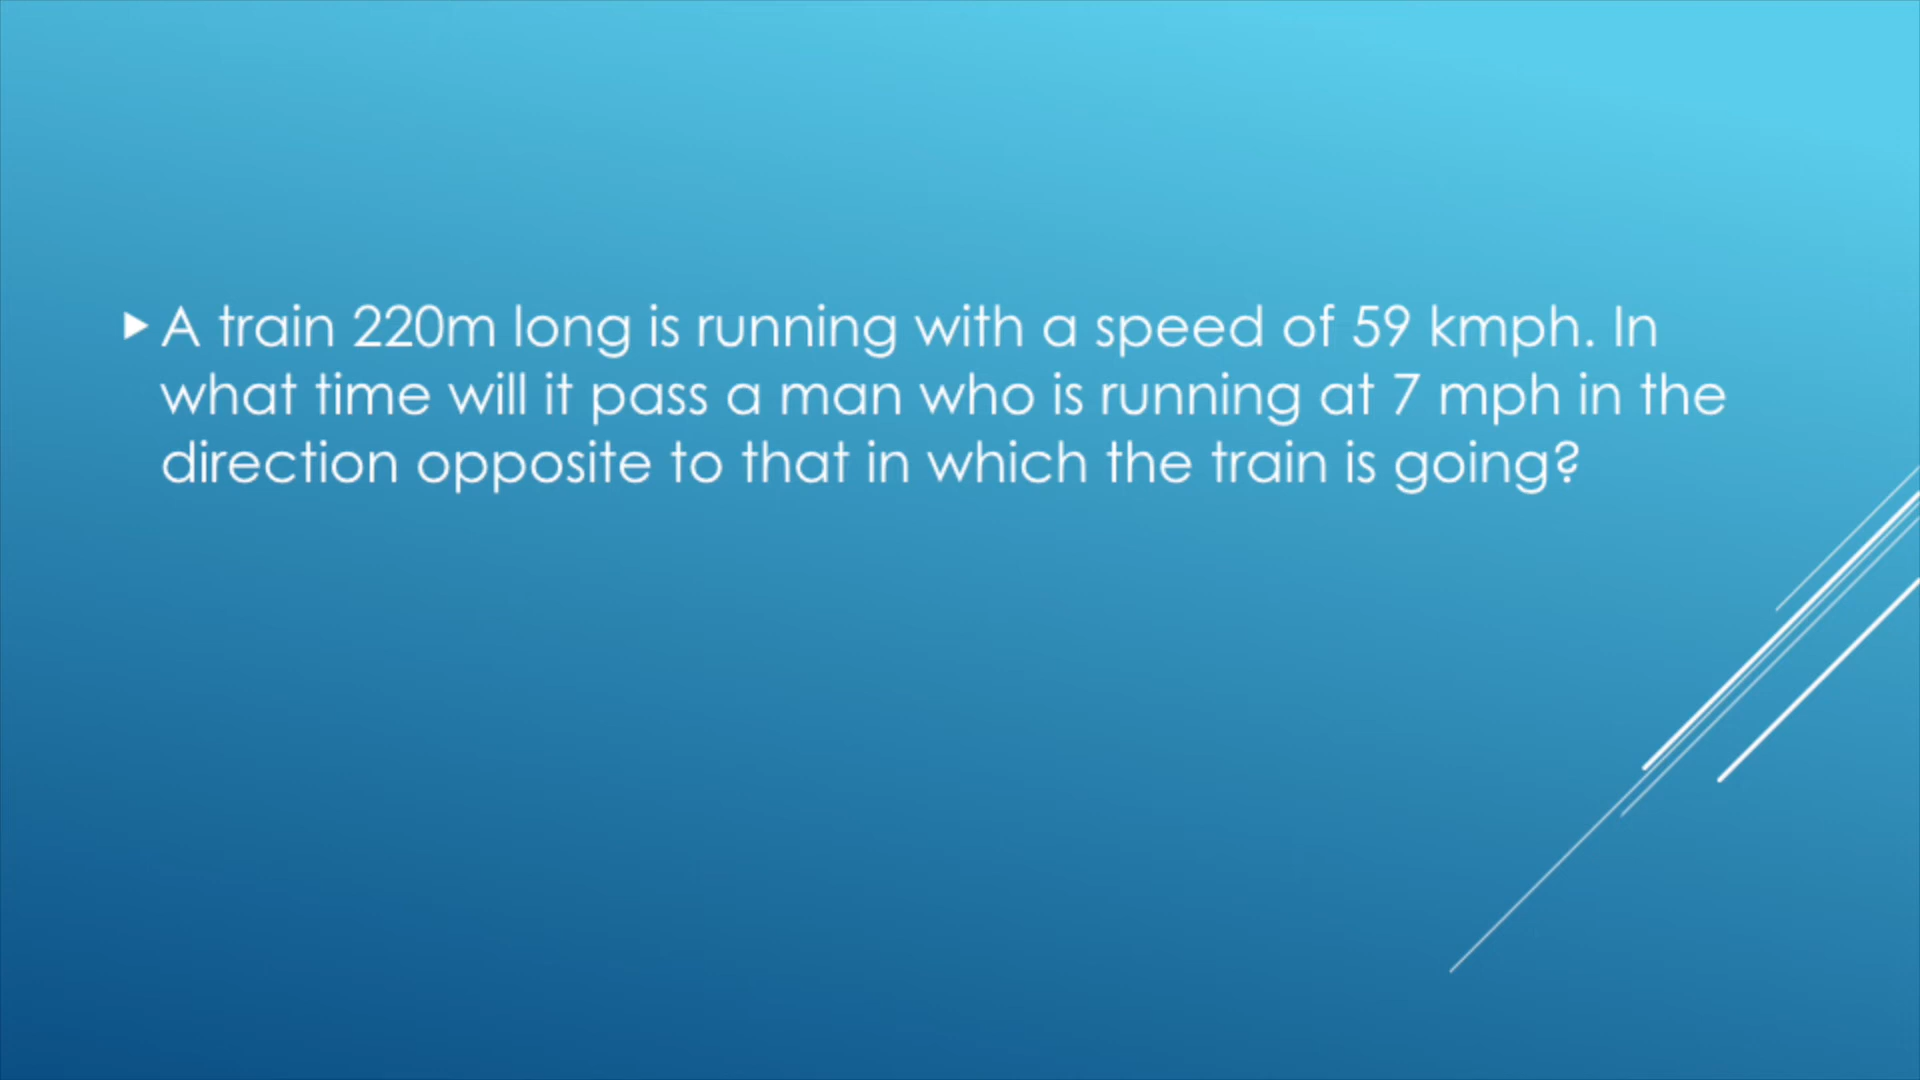 A train 220m long is running with a speed of 59 kmph. In
what time will it pass a man who is running at 7 mph in the
direction opposite to that in which the train is going?